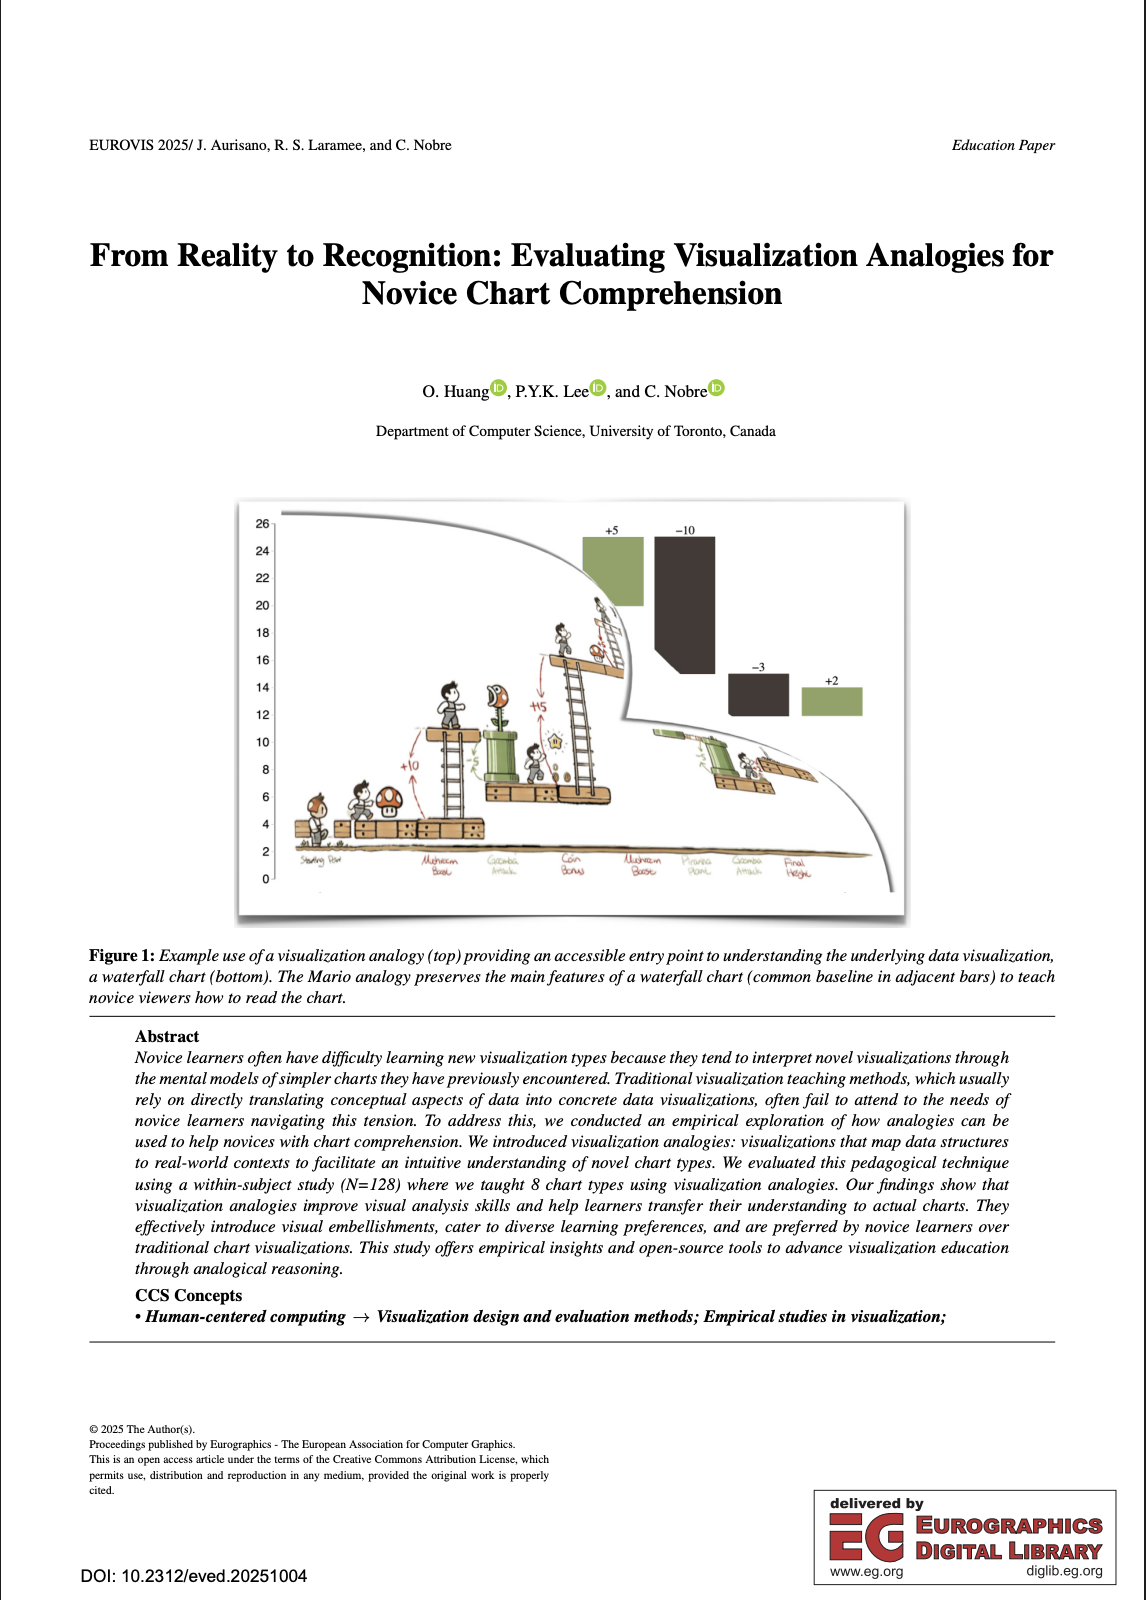 EUROVIS 2025/ J. Aurisano, R. S. Laramee, and C. Nobre
Education Paper
From Reality to Recognition: Evaluating Visualization Analogies for
Novice Chart Comprehension
O. Huang iD, P.Y.K. Lee iD, and C. Nobre iD
Department of Computer Science, University of Toronto, Canada
26
24
22
20
18
16
14
12
10
8
6
4
2
0
+5
−10
−3
+2
+10
-5
+15
Starting Point
Mushroom
Boost
Goomba
Attack
Coin
Bonus
Mushroom
Boost
Piranha
Plant
Goomba
Attack
Final
Height
Figure 1: Example use of a visualization analogy (top) providing an accessible entry point to understanding the underlying data visualization,
a waterfall chart (bottom). The Mario analogy preserves the main features of a waterfall chart (common baseline in adjacent bars) to teach
novice viewers how to read the chart.
Abstract
Novice learners often have difficulty learning new visualization types because they tend to interpret novel visualizations through
the mental models of simpler charts they have previously encountered. Traditional visualization teaching methods, which usually
rely on directly translating conceptual aspects of data into concrete data visualizations, often fail to attend to the needs of
novice learners navigating this tension. To address this, we conducted an empirical exploration of how analogies can be
used to help novices with chart comprehension. We introduced visualization analogies: visualizations that map data structures
to real-world contexts to facilitate an intuitive understanding of novel chart types. We evaluated this pedagogical technique
using a within-subject study (N=128) where we taught 8 chart types using visualization analogies. Our findings show that
visualization analogies improve visual analysis skills and help learners transfer their understanding to actual charts. They
effectively introduce visual embellishments, cater to diverse learning preferences, and are preferred by novice learners over
traditional chart visualizations. This study offers empirical insights and open-source tools to advance visualization education
through analogical reasoning.
CCS Concepts
• Human-centered computing → Visualization design and evaluation methods; Empirical studies in visualization;
© 2025 The Author(s).
Proceedings published by Eurographics - The European Association for Computer Graphics.
This is an open access article under the terms of the Creative Commons Attribution License, which
permits use, distribution and reproduction in any medium, provided the original work is properly
cited.
DOI: 10.2312/eved.20251004
delivered by
EG EUROGRAPHICS
DIGITAL LIBRARY
www.eg.org
diglib.eg.org